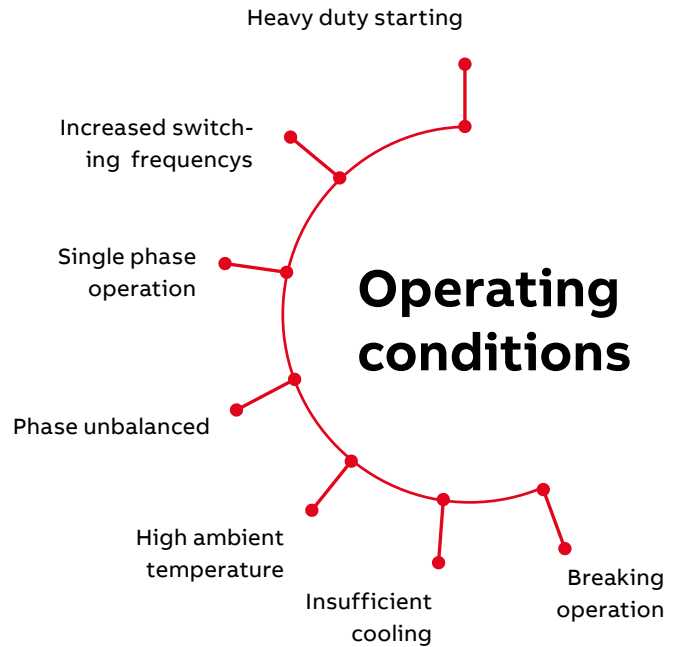 Heavy duty starting
Increased switch-
ing  frequencys
Single phase
operation
Operating
conditions
Phase unbalanced
High ambient
temperature
Insufficient
cooling
Breaking
operation